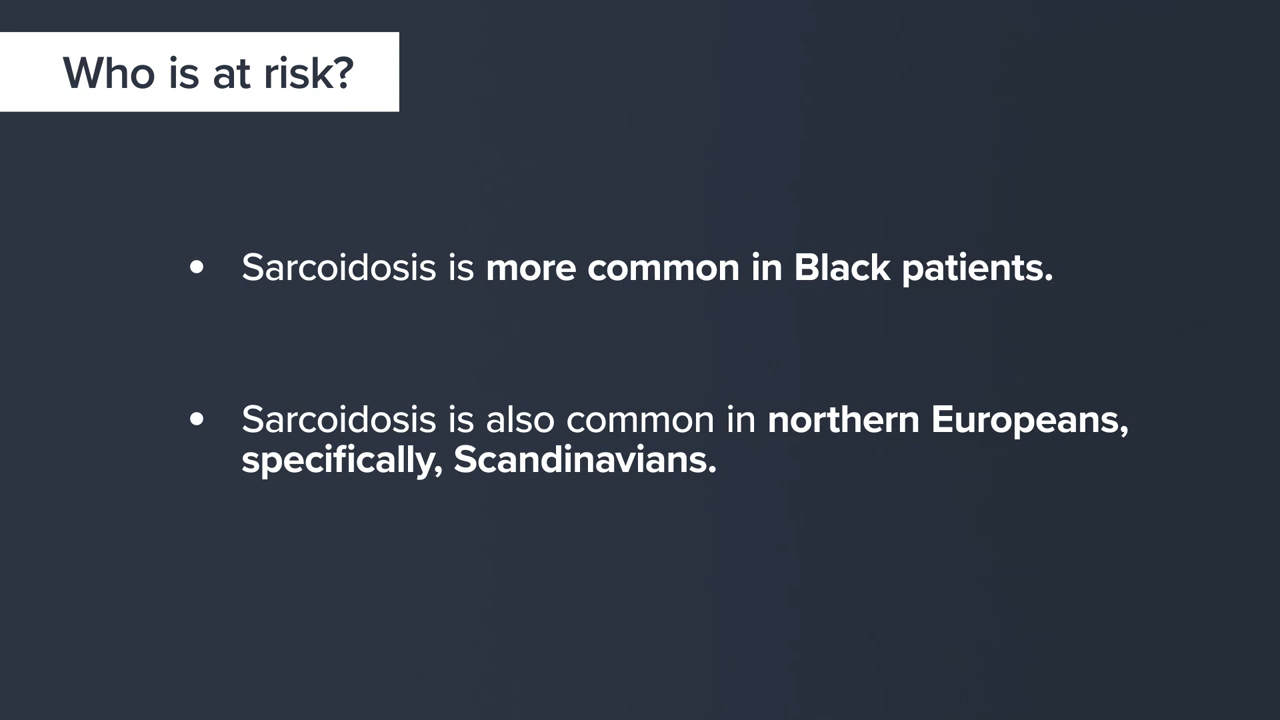 Who is at risk?
• Sarcoidosis is more common in Black patients.
• Sarcoidosis is also common in northern Europeans,
specifically, Scandinavians.